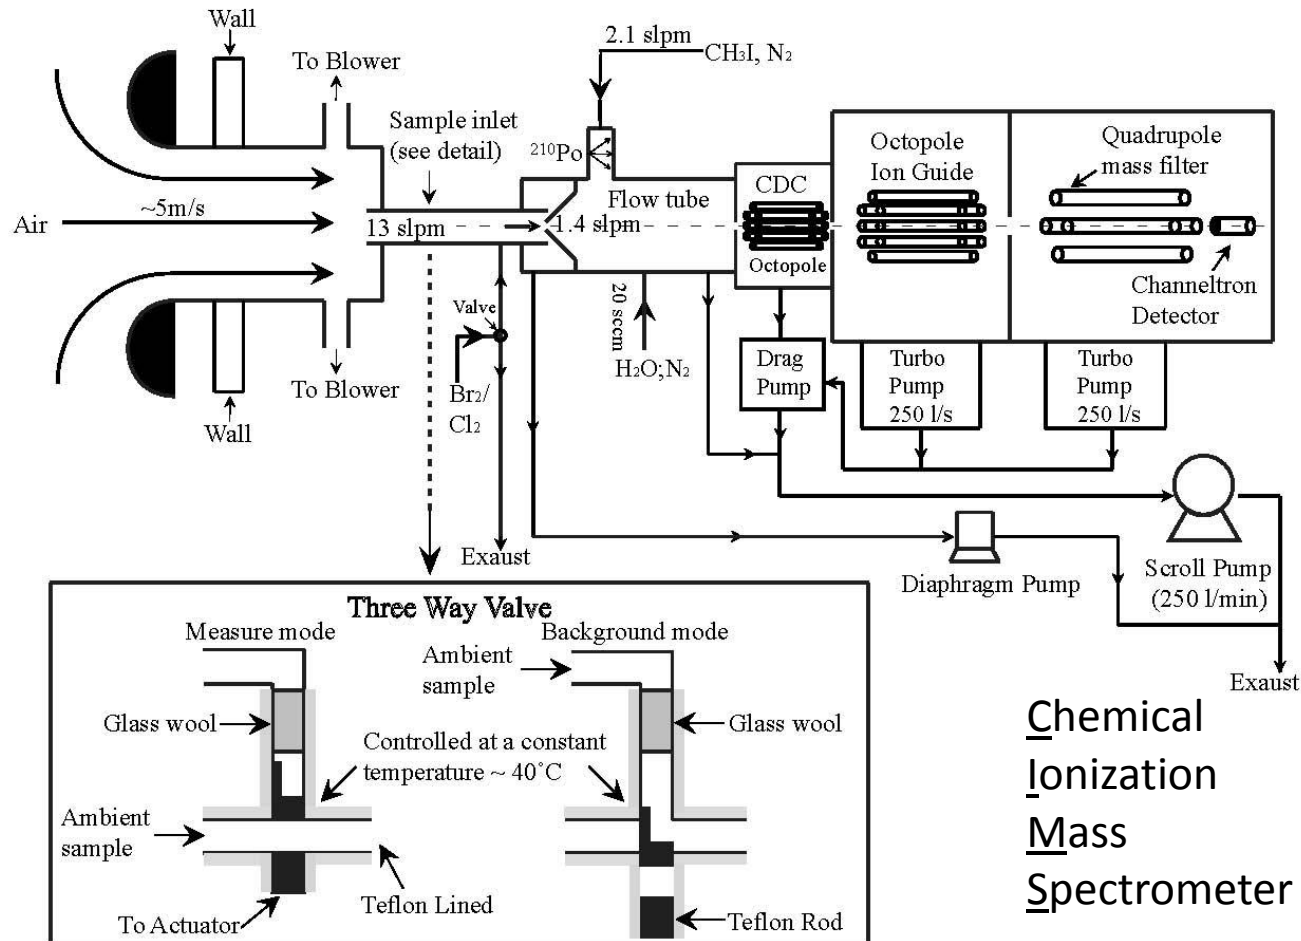 Wall
To Blower
2.1 slpm
CH3I, N2
Sample inlet
(see detail)
210Po
Octopole
Ion Guide
Quadrupole
mass filter
CDC
Flow tube
~5m/s
Air
13 slpm
1.4 slpm
Octopole
Channeltron
Detector
Valve
20 sccm
H2O;N2
Br2/
Cl2
Drag
Pump
Turbo
Pump
250 l/s
Turbo
Pump
250 l/s
To Blower
Wall
Exaust
Diaphragm Pump
Scroll Pump
(250 l/min)
Exaust
Three Way Valve
Measure mode
Background mode
Ambient
sample
Glass wool
Glass wool
Controlled at a constant
temperature ~ 40°C
Ambient
sample
Teflon Lined
To Actuator
Teflon Rod
Chemical
Ionization
Mass
Spectrometer